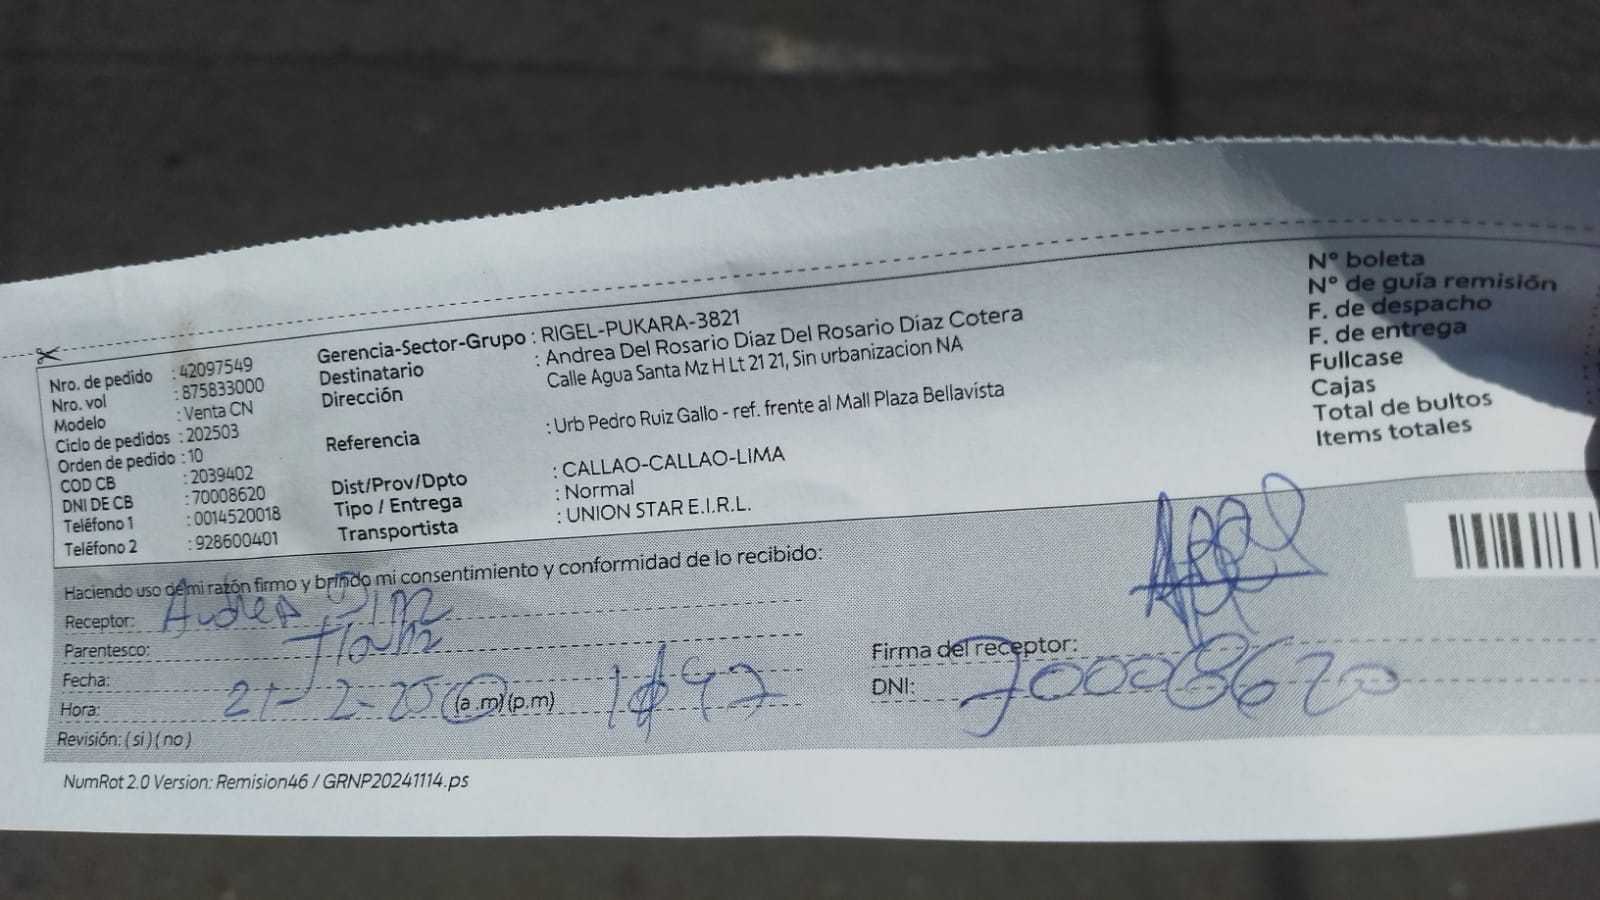 Nro. de pedido : 42097549
Nro. vol : 875833000
Modelo : Venta CN
Ciclo de pedidos : 202503
Orden de pedido : 10
COD CB : 2039402
DNI DE CB : 70008620
Teléfono 1 : 0014520018
Teléfono 2 : 928600401
Gerencia-Sector-Grupo : RIGEL-PUKARA-3821
Destinatario : Andrea Del Rosario Diaz Del Rosario Diaz Cotera
Dirección Calle Agua Santa Mz H Lt 21 21, Sin urbanizacion NA
Referencia : Urb Pedro Ruiz Gallo - ref. frente al Mall Plaza Bellavista
Dist/Prov/Dpto : CALLAO-CALLAO-LIMA
Tipo / Entrega : Normal
Transportista : UNION STAR E.I.R.L.
N° boleta
N° de guía remisión
F. de despacho
F. de entrega
Fullcase
Cajas
Total de bultos
Items totales
Haciendo uso de mi razón firmo y brindo mi consentimiento y conformidad de lo recibido:
Receptor: Andrea Diaz
Parentesco:
Fecha: 21-2-25
Hora: (a.m)(p.m)
Revisión: ( si ) ( no )
Firma del receptor:
DNI: 70008620
NumRot 2.0 Version: Remision46 / GRNP20241114.ps